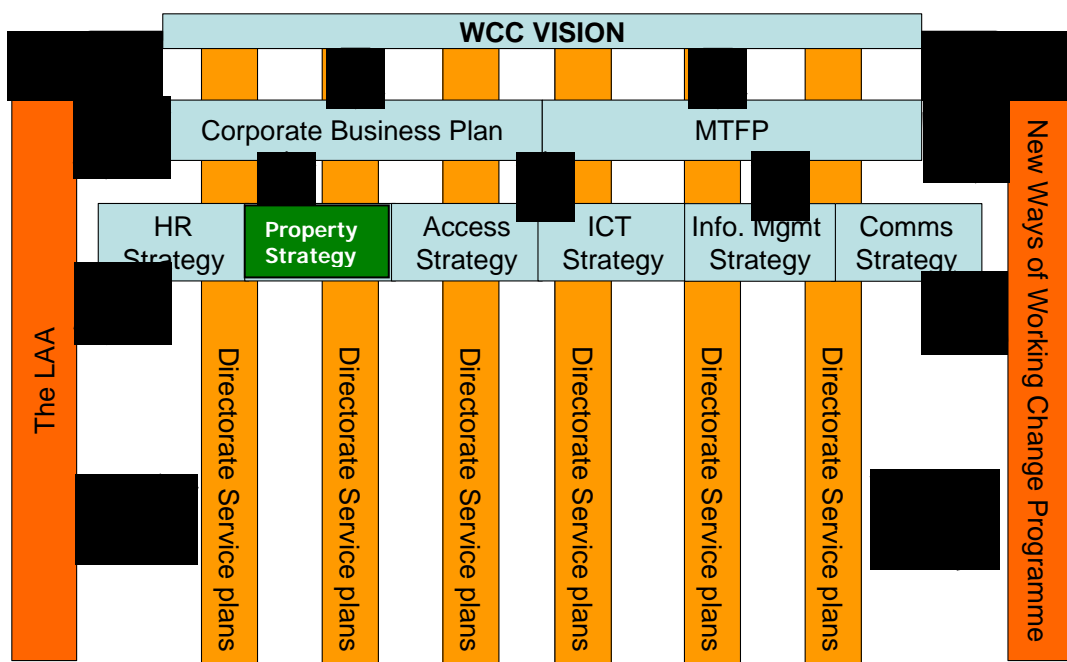 WCC VISION
Corporate Business Plan
MTFP
HR
Strategy
Property
Strategy
Access
Strategy
ICT
Strategy
Info. Mgmt
Strategy
Comms
Strategy
The LAA
Directorate Service plans
Directorate Service plans
Directorate Service plans
Directorate Service plans
Directorate Service plans
Directorate Service plans
New Ways of Working Change Programme